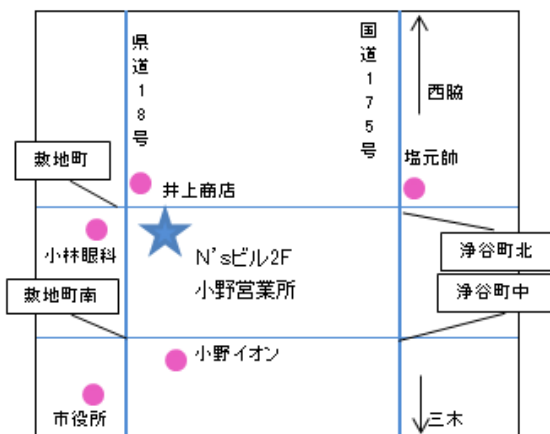 県道18号
国道175号
西脇
敷地町
塩元帥
井上商店
小林眼科
N'sビル2F
小野営業所
浄谷町北
敷地町南
浄谷町中
小野イオン
市役所
三木